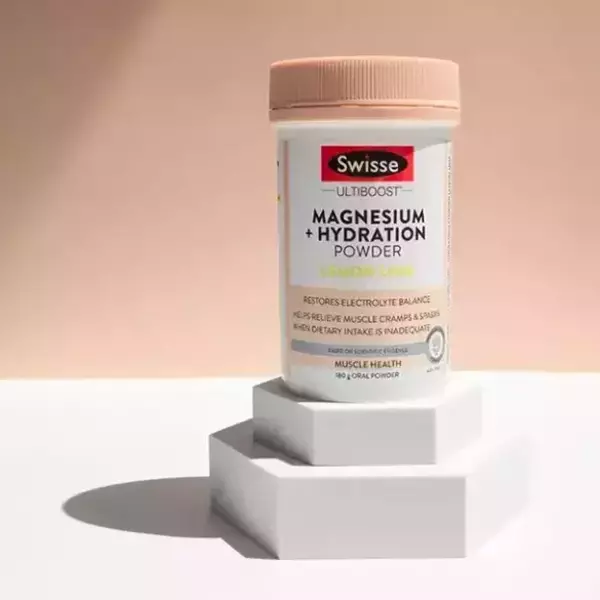 Swisse
ULTIBOOST
MAGNESIUM
+ HYDRATION
POWDER
LEMON LIME
RESTORES ELECTROLYTE BALANCE
HELPS RELIEVE MUSCLE CRAMPS & SPASMS
WHEN DIETARY INTAKE IS INADEQUATE
MUSCLE HEALTH
180 g ORAL POWDER